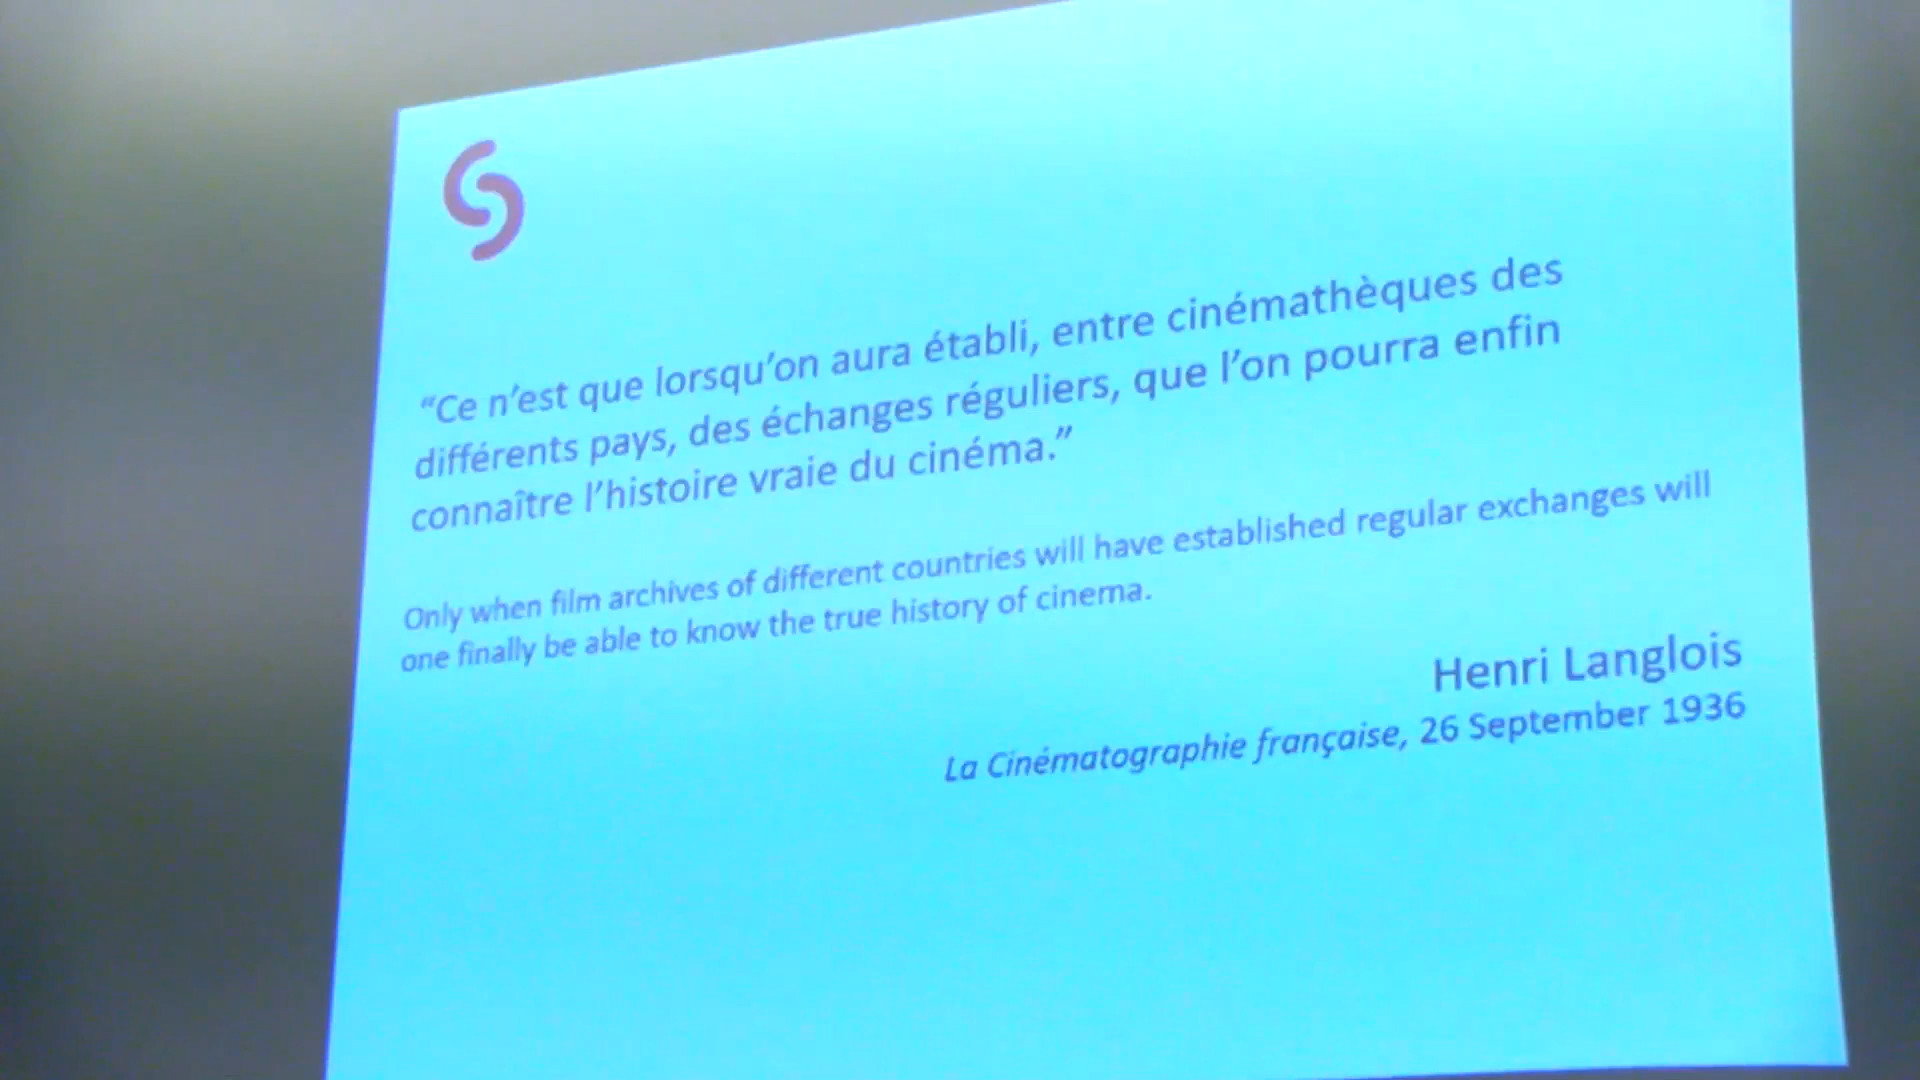 “Ce n’est que lorsqu’on aura établi, entre cinémathèques des
différents pays, des échanges réguliers, que l’on pourra enfin
connaître l’histoire vraie du cinéma.”
Only when film archives of different countries will have established regular exchanges will
one finally be able to know the true history of cinema.
Henri Langlois
La Cinématographie française, 26 September 1936